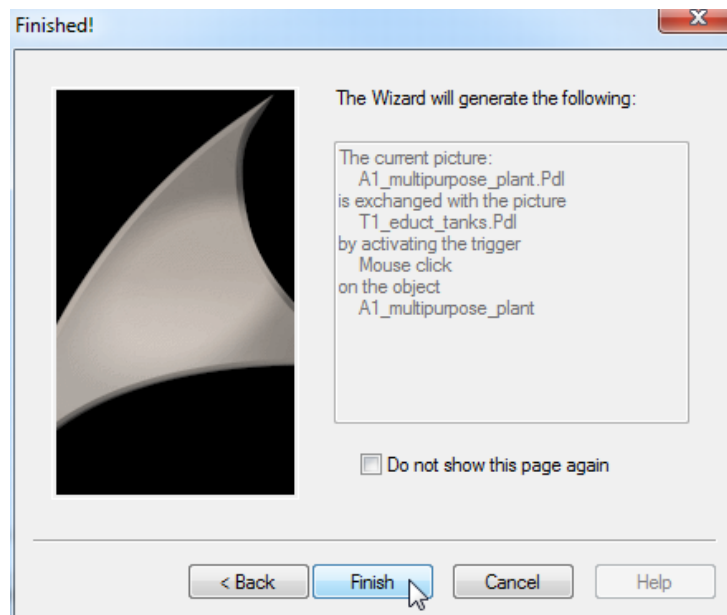 Finished!
X
The Wizard will generate the following:
The current picture:
A1_multipurpose_plant.Pdl
is exchanged with the picture
T1_educt_tanks.Pdl
by activating the trigger
Mouse click
on the object
A1_multipurpose_plant
Do not show this page again
< Back Finish Cancel Help